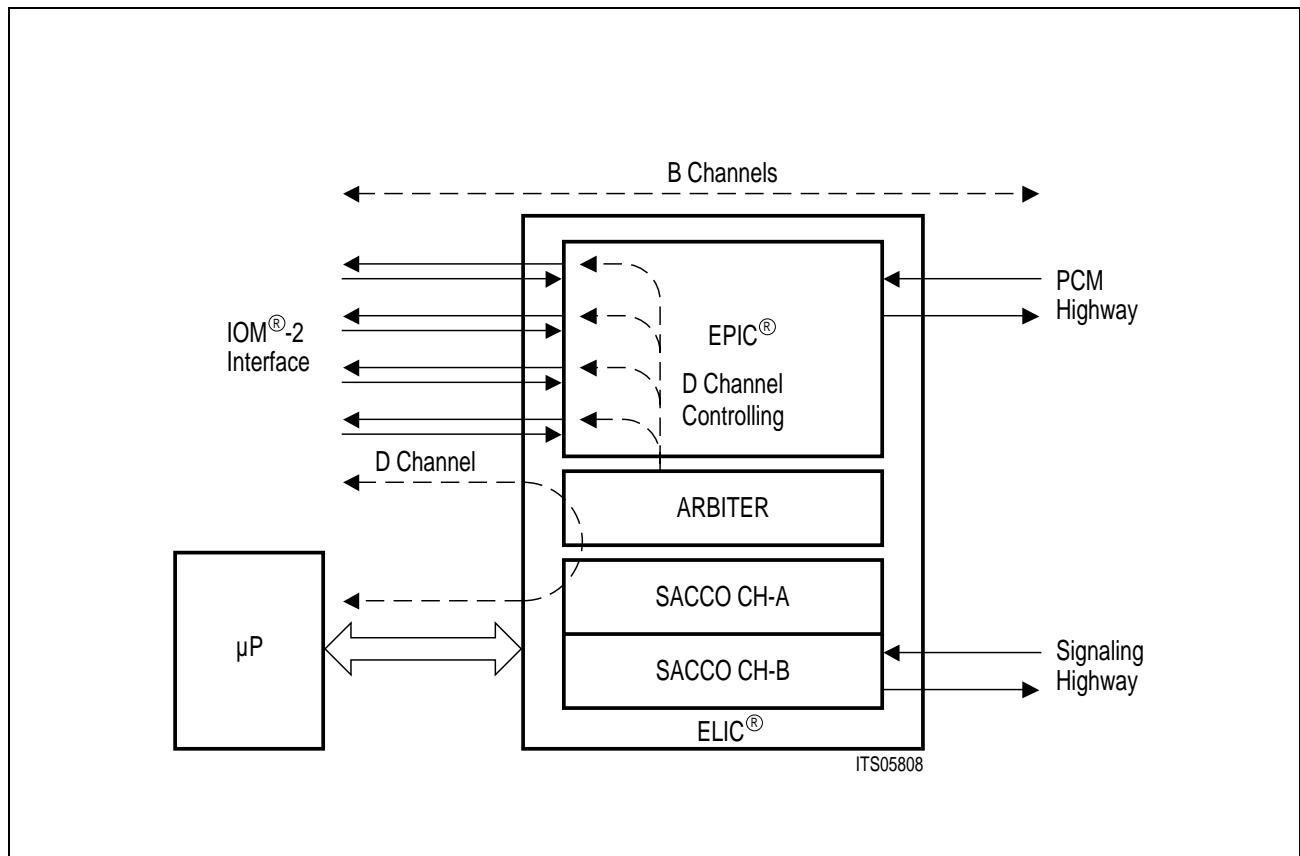 B Channels
IOM®-2
Interface
EPIC®
D Channel
Controlling
PCM
Highway
D Channel
ARBITER
SACCO CH-A
µP
SACCO CH-B
Signaling
Highway
ELIC®
ITS05808